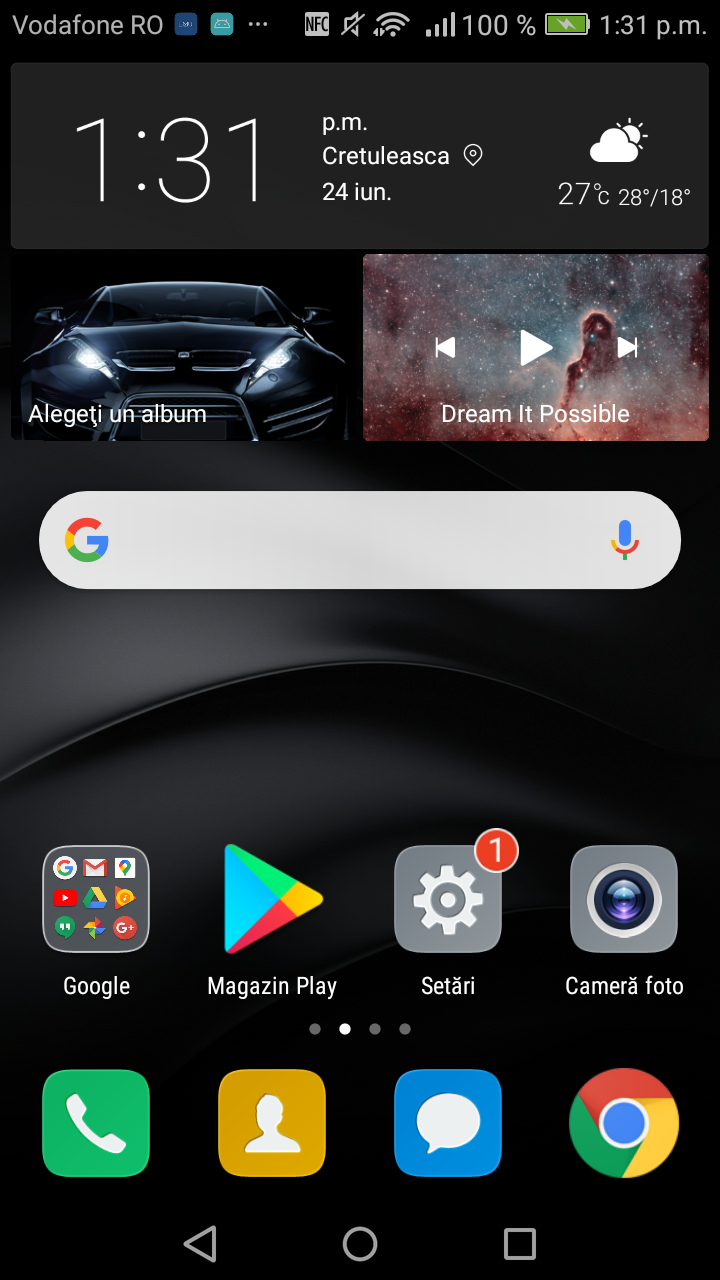 Vodafone RO
NFC
100 %
1:31 p.m.
1:31
p.m.
Cretuleasca
24 iun.
27°C 28°/18°
Alegeți un album
Dream It Possible
1
Google
Magazin Play
Setări
Cameră foto